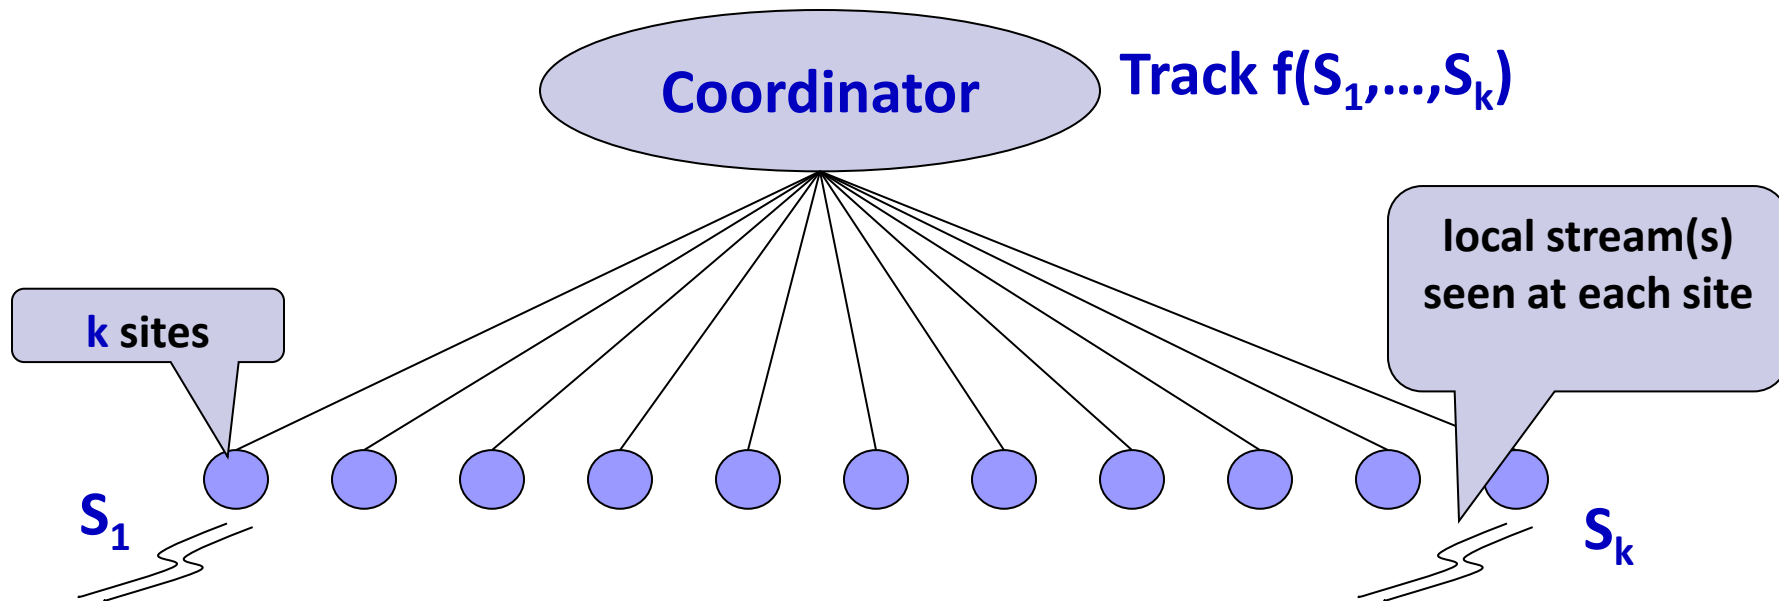 Coordinator
Track f(S₁,…,Sₖ)
local stream(s)
seen at each site
k sites
S₁
Sₖ